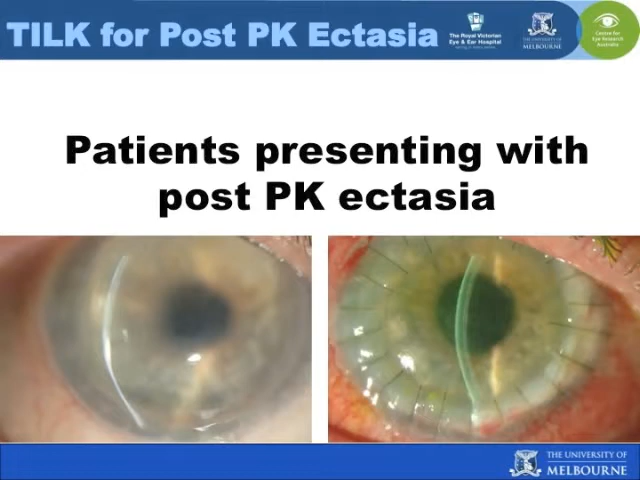 TILK for Post PK Ectasia
The Royal Victorian
Eye & Ear Hospital
THE UNIVERSITY OF
MELBOURNE
Centre for
Eye Research
Australia
Patients presenting with
post PK ectasia
THE UNIVERSITY OF
MELBOURNE